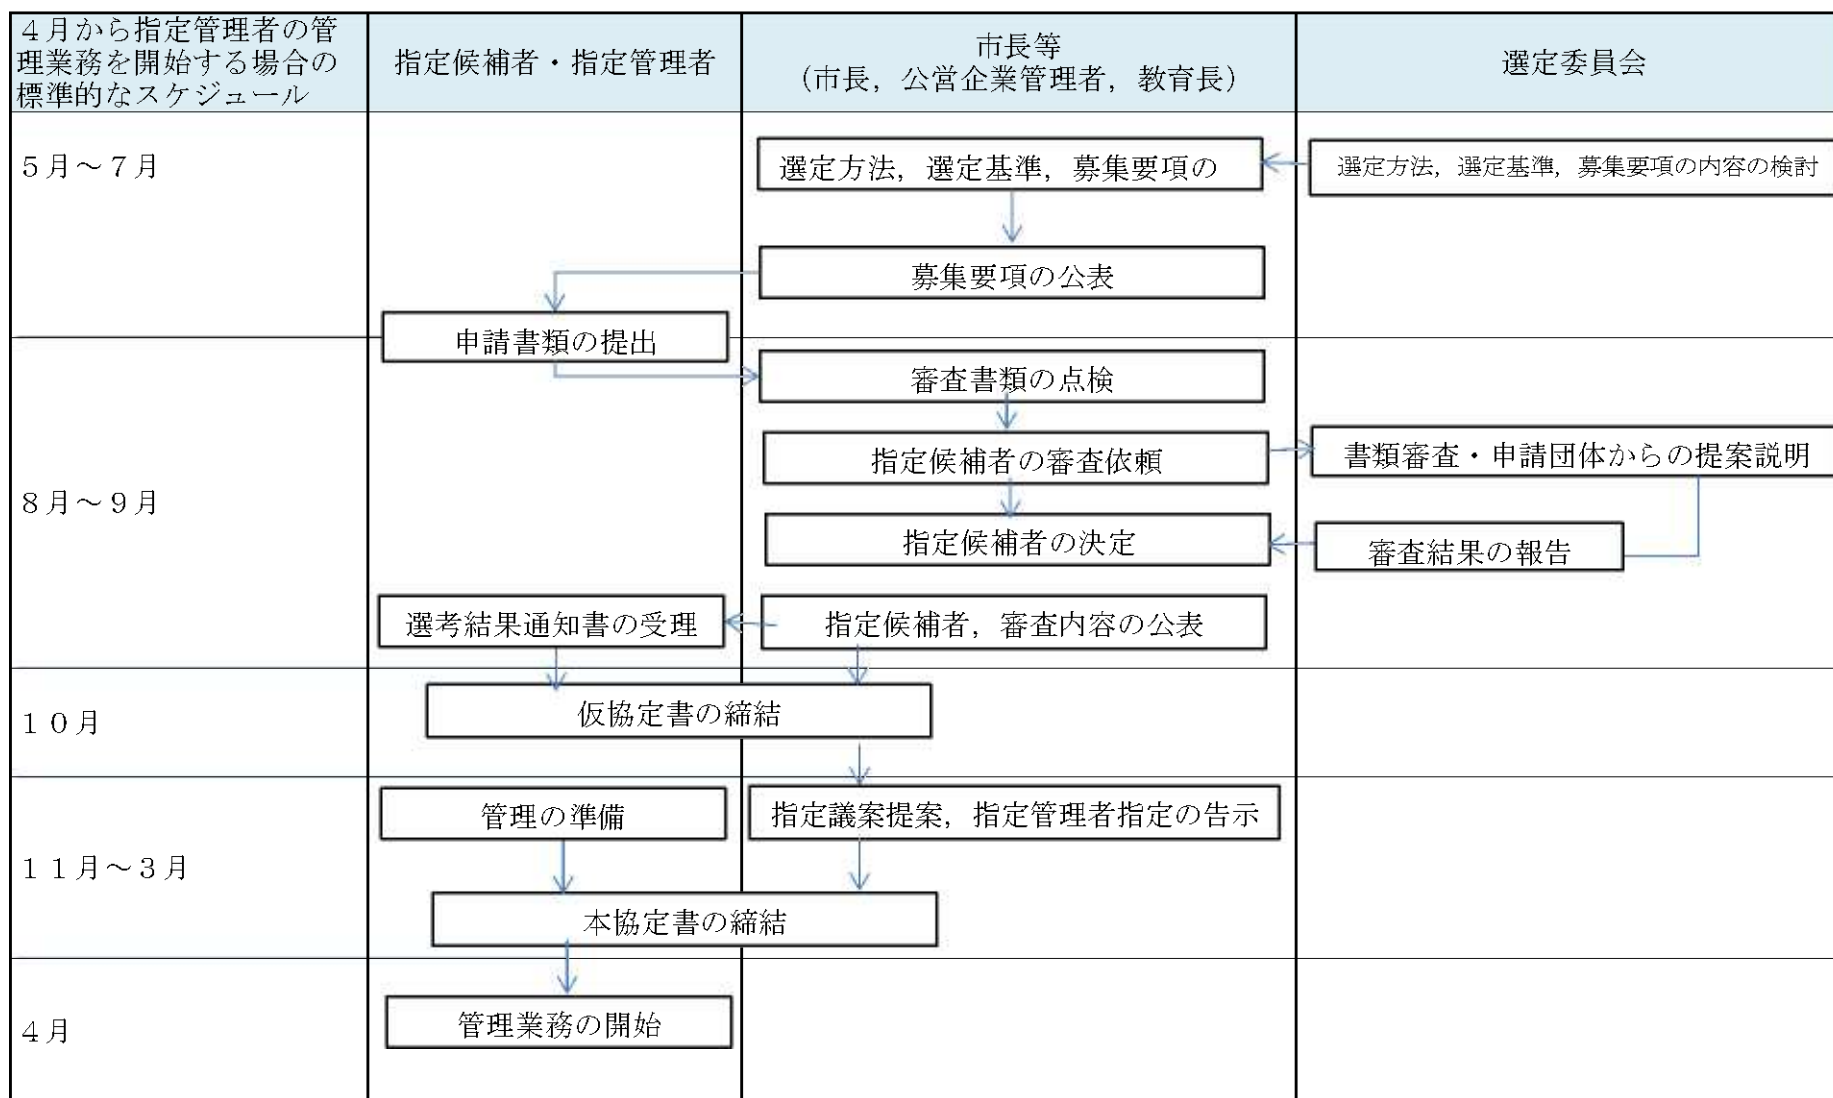 ４月から指定管理者の管
理業務を開始する場合の
標準的なスケジュール
指定候補者・指定管理者
市長等
（市長，公営企業管理者，教育長）
選定委員会
５月～７月
選定方法，選定基準，募集要項の
選定方法，選定基準，募集要項の内容の検討
募集要項の公表
申請書類の提出
審査書類の点検
８月～９月
指定候補者の審査依頼
書類審査・申請団体からの提案説明
指定候補者の決定
審査結果の報告
選考結果通知書の受理
指定候補者，審査内容の公表
１０月
仮協定書の締結
１１月～３月
管理の準備
指定議案提案，指定管理者指定の告示
本協定書の締結
４月
管理業務の開始